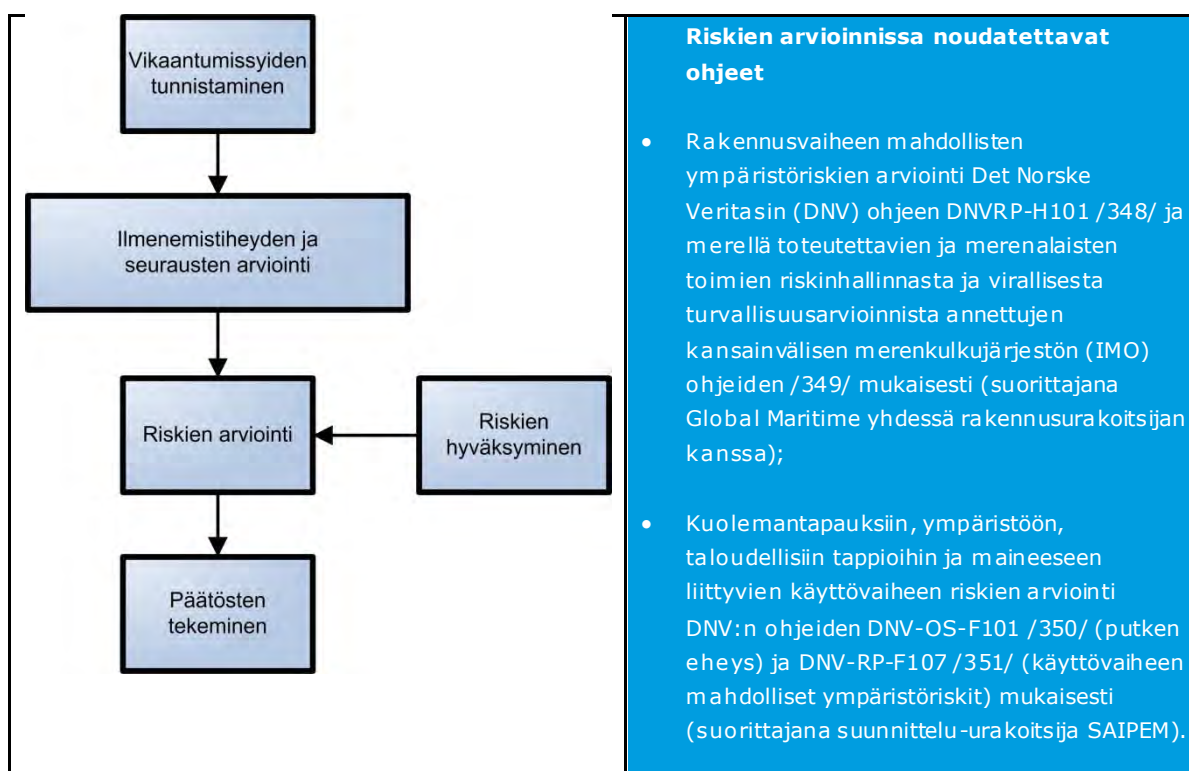 Vikaantumissyiden
tunnistaminen
Ilmenemistiheyden ja
seurausten arviointi
Riskien arviointi
Riskien
hyväksyminen
Päätösten
tekeminen
Riskien arvioinnissa noudatettavat
ohjeet
• Rakennusvaiheen mahdollisten
ympäristöriskien arviointi Det Norske
Veritasin (DNV) ohjeen DNVRP-H101 /348/ ja
merellä toteutettavien ja merenalaisten
toimien riskinhallinnasta ja virallisesta
turvallisuusarvioinnista annettujen
kansainvälisen merenkulkujärjestön (IMO)
ohjeiden /349/ mukaisesti (suorittajana
Global Maritime yhdessä rakennusurakoitsijan
kanssa);
• Kuolemantapauksiin, ympäristöön,
taloudellisiin tappioihin ja maineeseen
liittyvien käyttövaiheen riskien arviointi
DNV:n ohjeiden DNV-OS-F101 /350/ (putken
eheys) ja DNV-RP-F107 /351/ (käyttövaiheen
mahdolliset ympäristöriskit) mukaisesti
(suorittajana suunnittelu-urakoitsija SAIPEM).